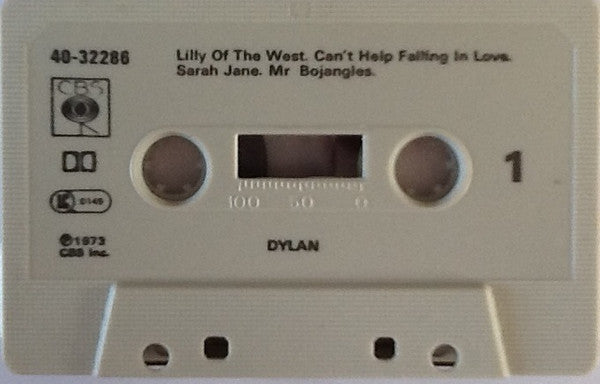 40-32286
Lilly Of The West. Can't Help Falling In Love.
Sarah Jane. Mr Bojangles.
CBS
1
100 50 0
℗1973
CBS Inc.
DYLAN